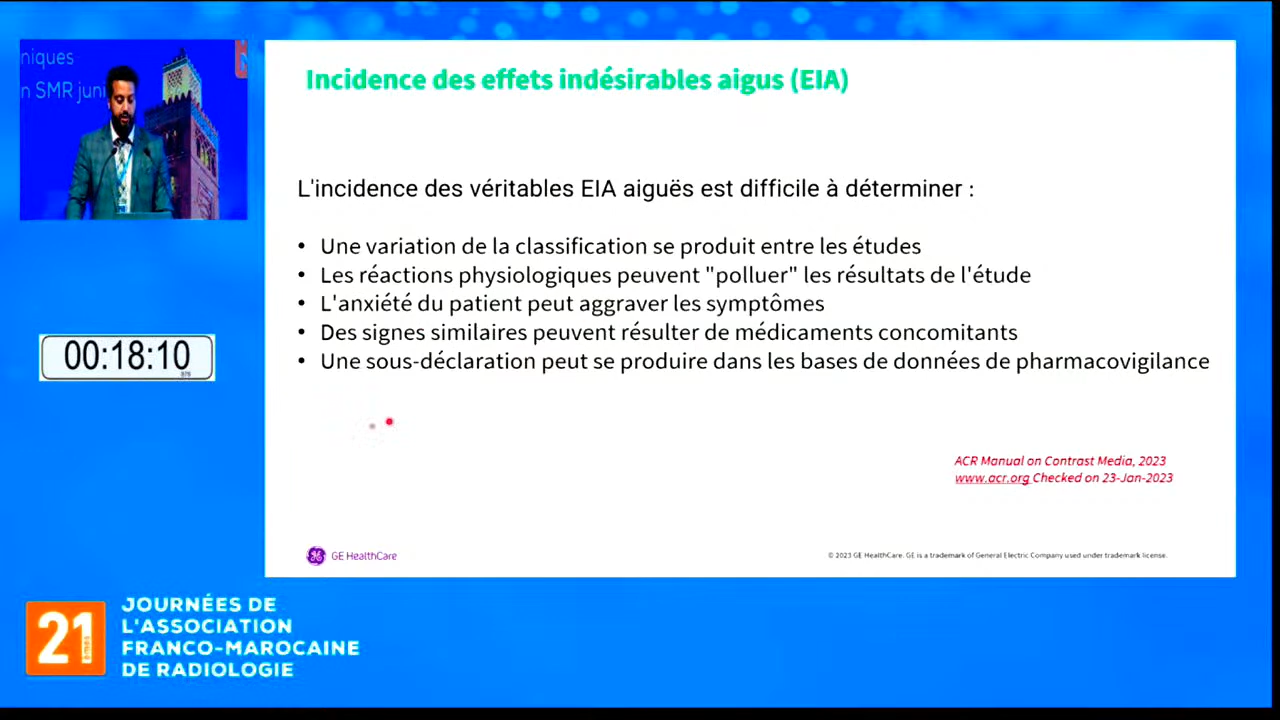 niques
n SMR juni
Incidence des effets indésirables aigus (EIA)
L'incidence des véritables EIA aiguës est difficile à déterminer :
• Une variation de la classification se produit entre les études
• Les réactions physiologiques peuvent "polluer" les résultats de l'étude
• L'anxiété du patient peut aggraver les symptômes
• Des signes similaires peuvent résulter de médicaments concomitants
• Une sous-déclaration peut se produire dans les bases de données de pharmacovigilance
00:18:10
ACR Manual on Contrast Media, 2023
www.acr.org Checked on 23-Jan-2023
GE HealthCare
© 2023 GE HealthCare. GE is a trademark of General Electric Company used under trademark license.
21
èmes
JOURNÉES DE
L'ASSOCIATION
FRANCO-MAROCAINE
DE RADIOLOGIE